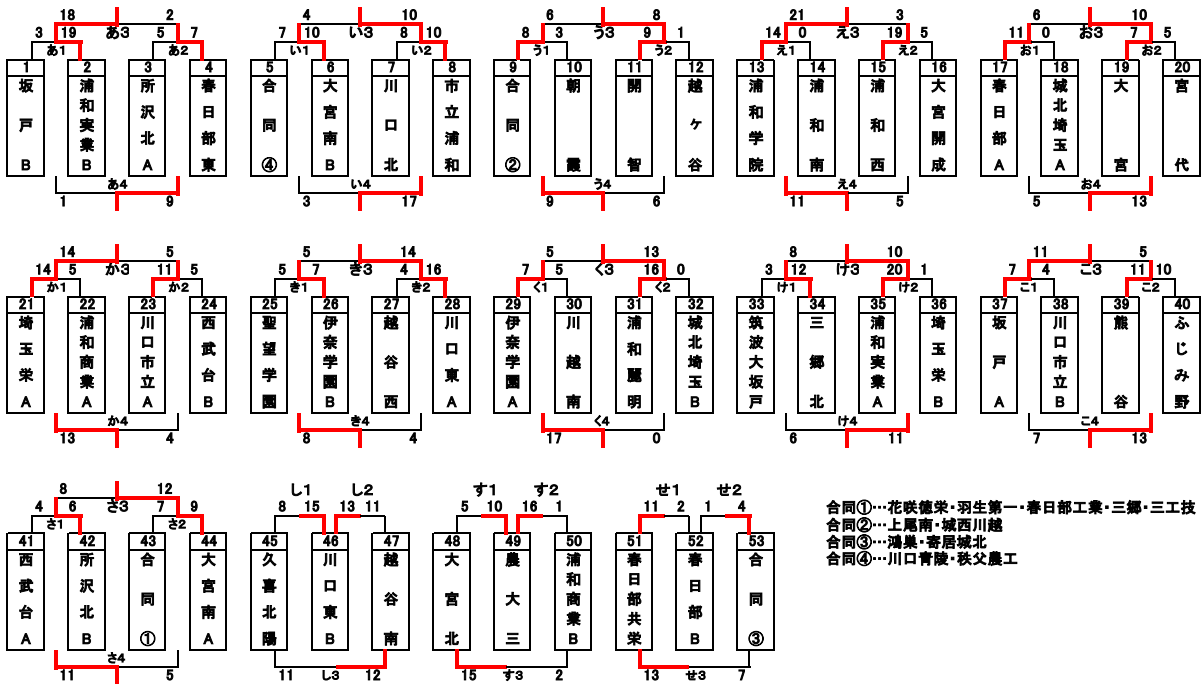 18 2 4 10 6 8 21 3 6 10
3 19 あ3 5 7 7 10 い3 8 10 8 3 う3 9 1 14 0 え3 19 5 11 0 お3 7 5
あ1 あ2 い1 い2 う1 う2 え1 え2 お1 お2
1 2 3 4 5 6 7 8 9 10 11 12 13 14 15 16 17 18 19 20
坂戸B 浦和実業B 所沢北A 春日部東 合同④ 大宮南B 川口北 市立浦和 合同② 朝霞 開智 越ヶ谷 浦和学院 浦和南 浦和西 大宮開成 春日部A 城北埼玉A 大宮 宮代
あ4 い4 う4 え4 お4
1 9 3 17 9 6 11 5 5 13
14 5 5 14 5 13 8 10 11 5
14 5 か3 11 5 5 7 き3 4 16 7 5 く3 16 0 3 12 け3 20 1 7 4 こ3 11 10
か1 か2 き1 き2 く1 く2 け1 け2 こ1 こ2
21 22 23 24 25 26 27 28 29 30 31 32 33 34 35 36 37 38 39 40
埼玉栄A 浦和商業A 川口市立A 西武台B 聖望学園 伊奈学園B 越谷西 川口東A 伊奈学園A 川越南 浦和麗明 城北埼玉B 筑波大坂戸 三郷北 浦和実業A 埼玉栄B 坂戸A 川口市立B 熊谷 ふじみ野
か4 き4 く4 け4 こ4
13 4 8 4 17 0 6 11 7 13
8 12 し1 し2 す1 す2 せ1 せ2
4 6 さ3 7 9 8 15 13 11 5 10 16 1 11 2 1 4
さ1 さ2
41 42 43 44 45 46 47 48 49 50 51 52 53
西武台A 所沢北B 合同① 大宮南A 久喜北陽 川口東B 越谷南 大宮北 農大三 浦和商業B 春日部共栄 春日部B 合同③
さ4
11 5 11 し3 12 15 す3 2 13 せ3 7
合同①…花咲徳栄・羽生第一・春日部工業・三郷・三工技
合同②…上尾南・城西川越
合同③…鴻巣・寄居城北
合同④…川口青陵・秩父農工